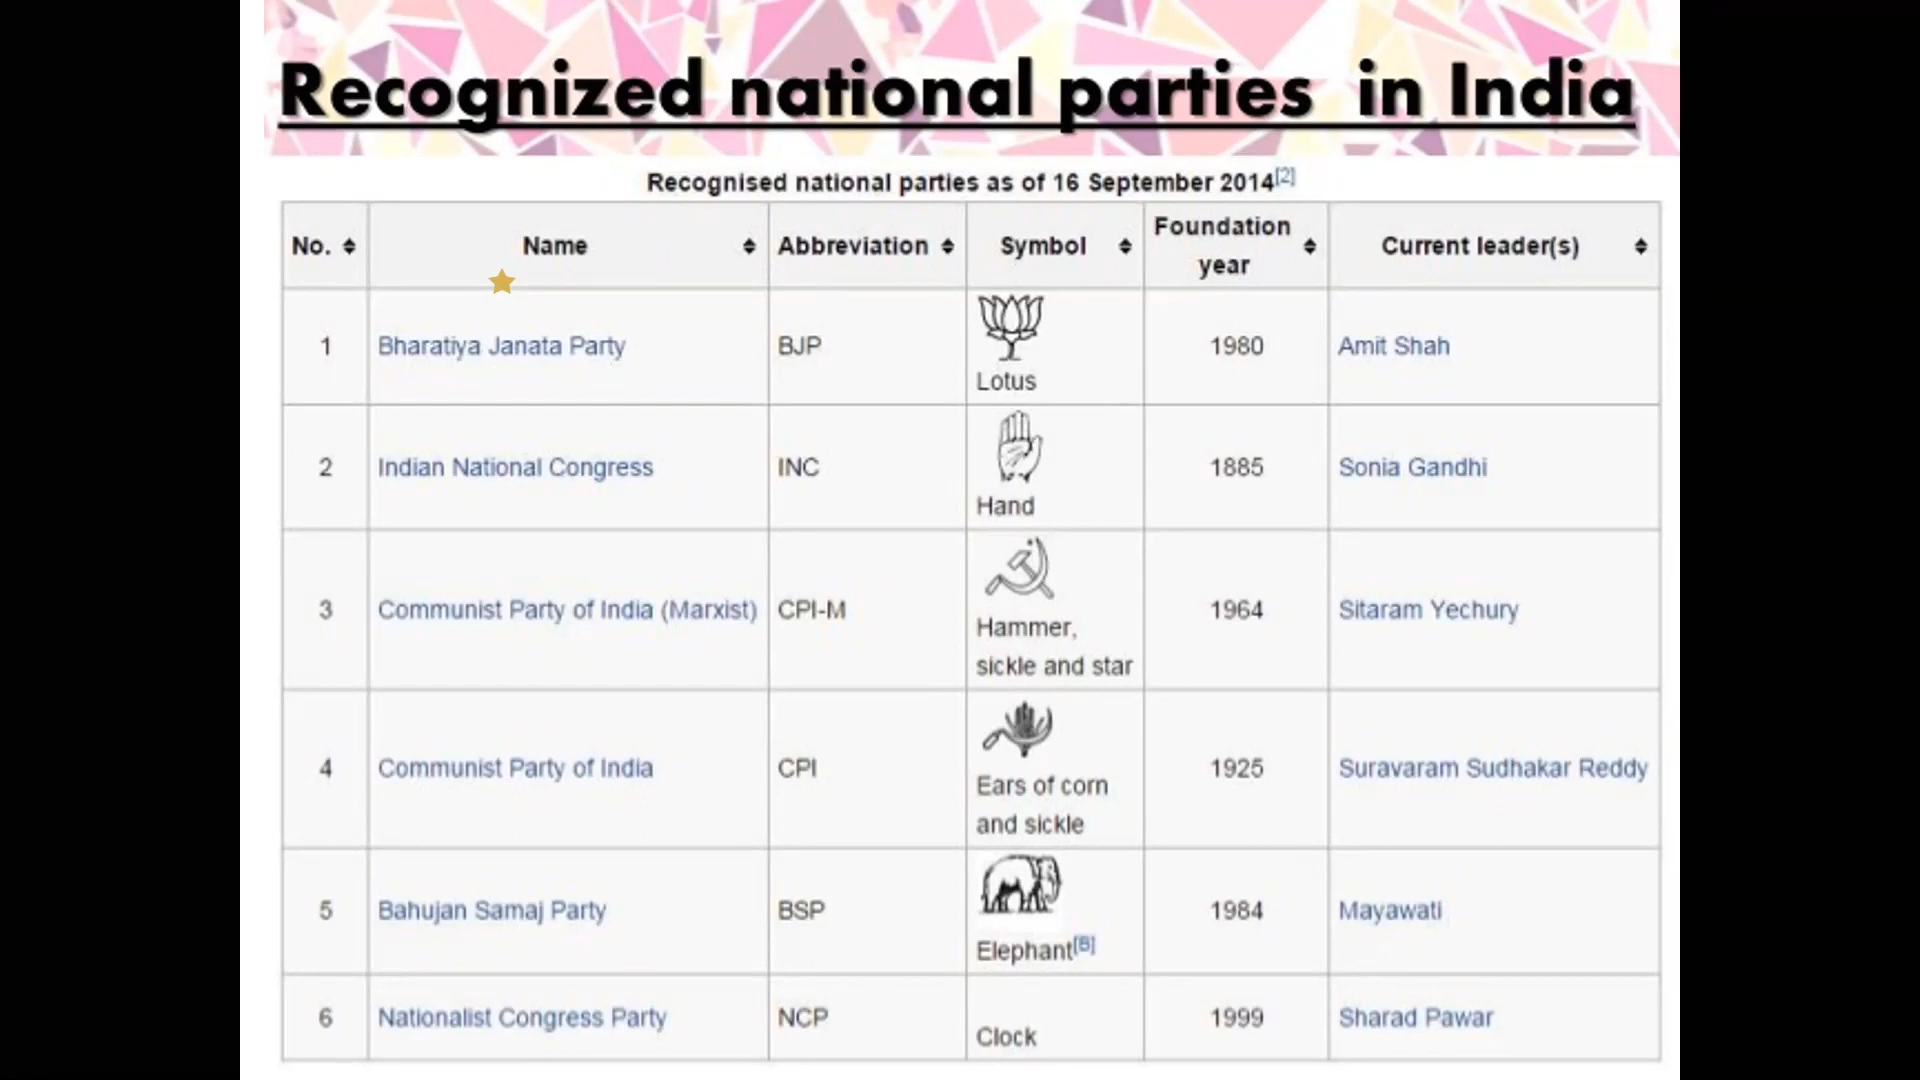 Recognized national parties in India
Recognised national parties as of 16 September 2014[2]
No. Name Abbreviation Symbol Foundation year Current leader(s)
1 Bharatiya Janata Party BJP Lotus 1980 Amit Shah
2 Indian National Congress INC Hand 1885 Sonia Gandhi
3 Communist Party of India (Marxist) CPI-M Hammer, sickle and star 1964 Sitaram Yechury
4 Communist Party of India CPI Ears of corn and sickle 1925 Suravaram Sudhakar Reddy
5 Bahujan Samaj Party BSP Elephant[B] 1984 Mayawati
6 Nationalist Congress Party NCP Clock 1999 Sharad Pawar